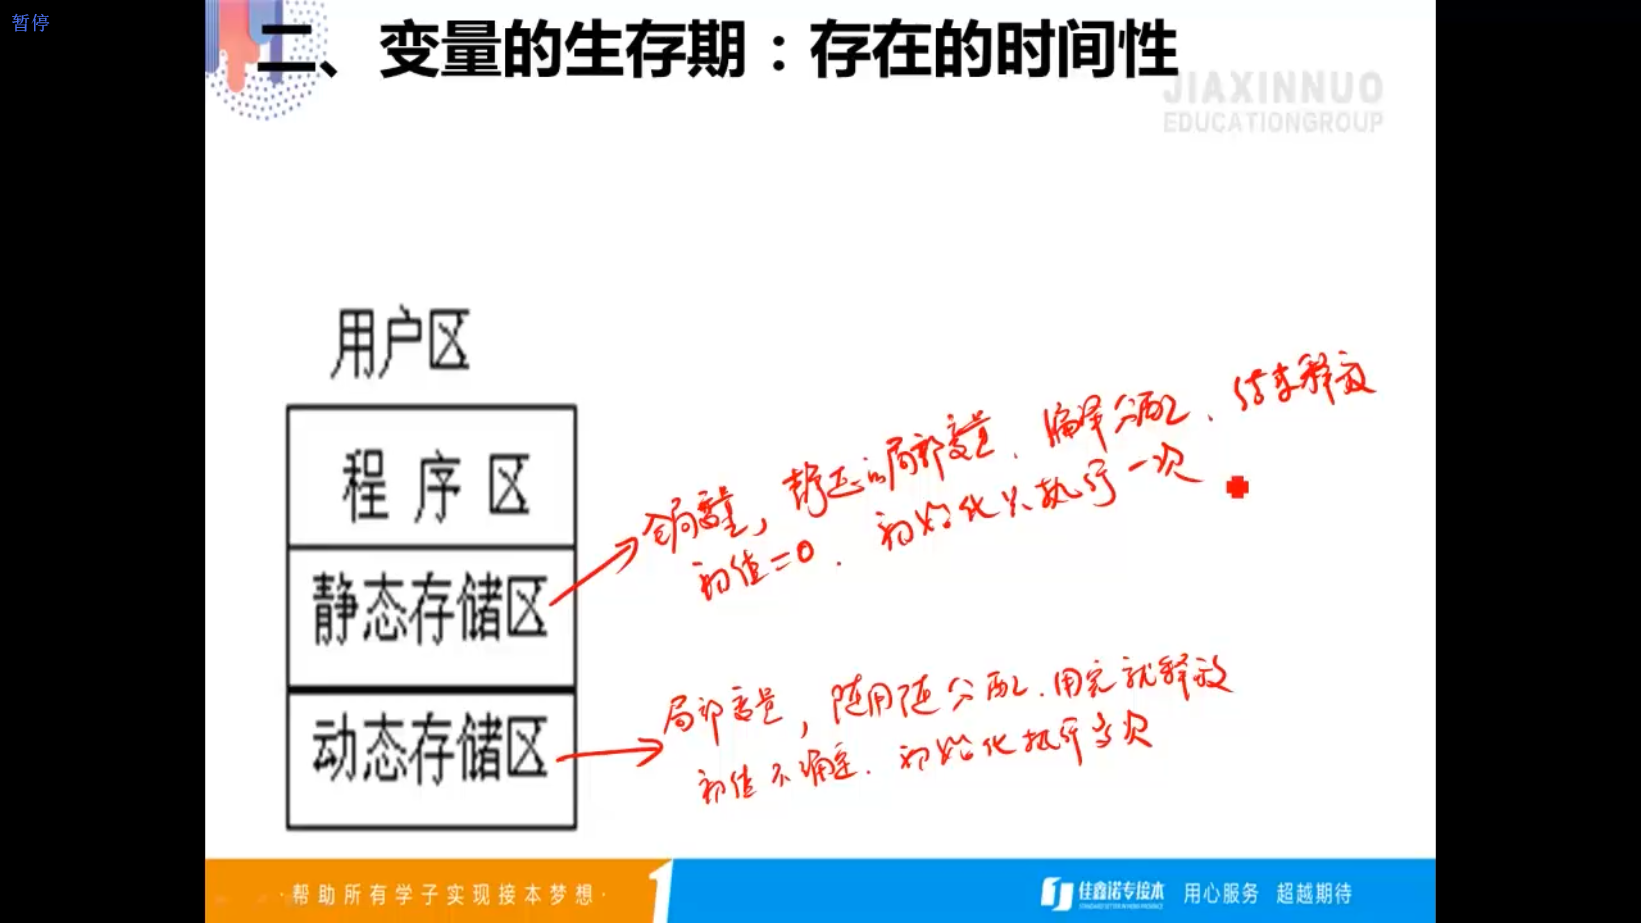 暂停
二、变量的生存期：存在的时间性
JIAXINNUO
EDUCATIONGROUP
用户区
程序区
静态存储区
动态存储区
全局变量，静态的局部变量．编译分配．结束释放
初值=0．初始化只执行一次
局部变量，随用随分配．用完就释放
初值不确定．初始化执行多次
·帮助所有学子实现接本梦想·
佳鑫诺专接本
用心服务 超越期待